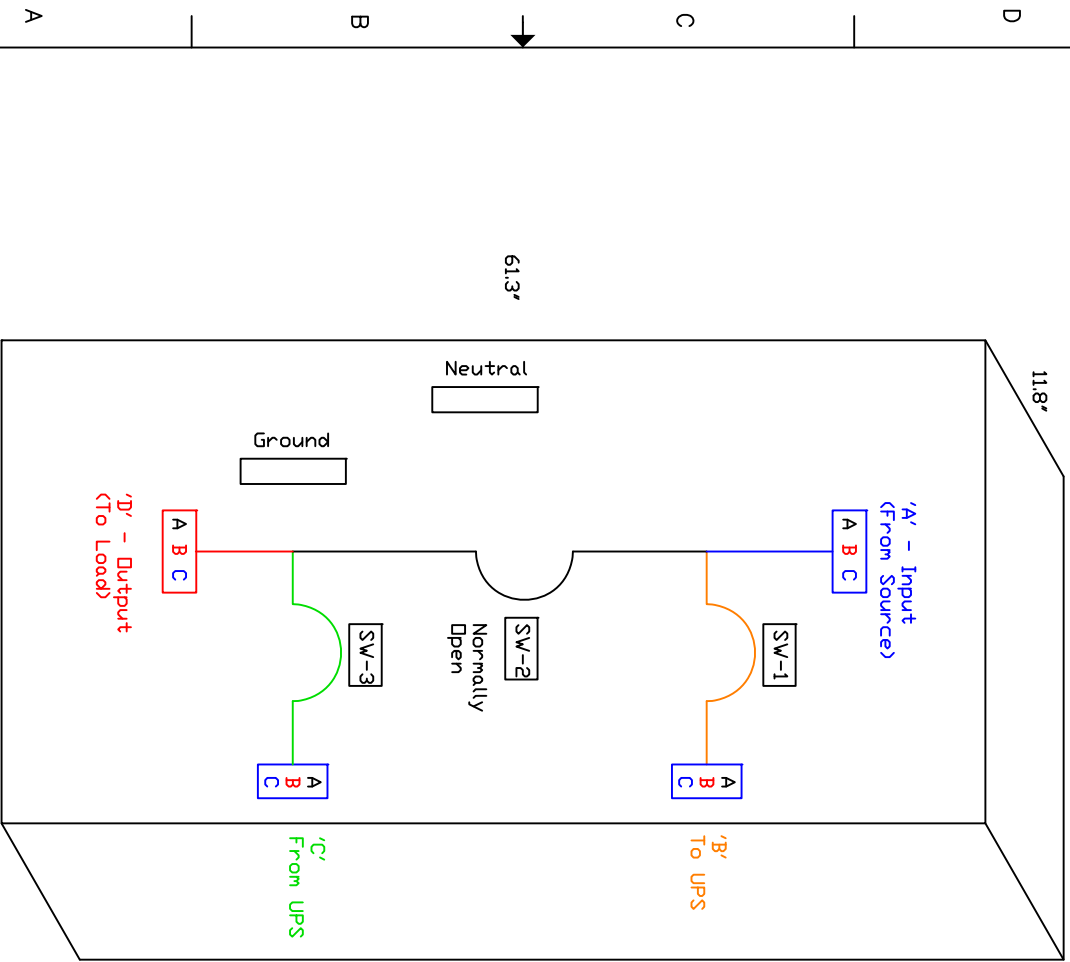 A
B
C
D
61.3"
11.8"
Neutral
Ground
'A' - Input
(From Source)
A B C
SW-1
A
B
C
'B'
To UPS
SW-2
Normally
Open
SW-3
A
B
C
'C'
From UPS
A B C
'D' - Output
(To Load)